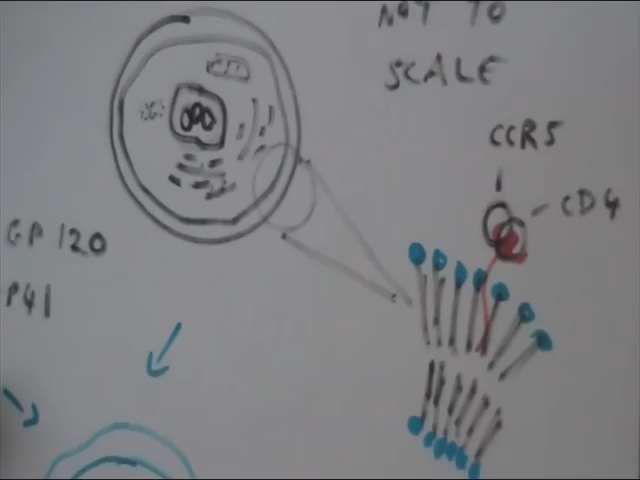 NOT TO
SCALE
CCR5
CD4
GP 120
P41